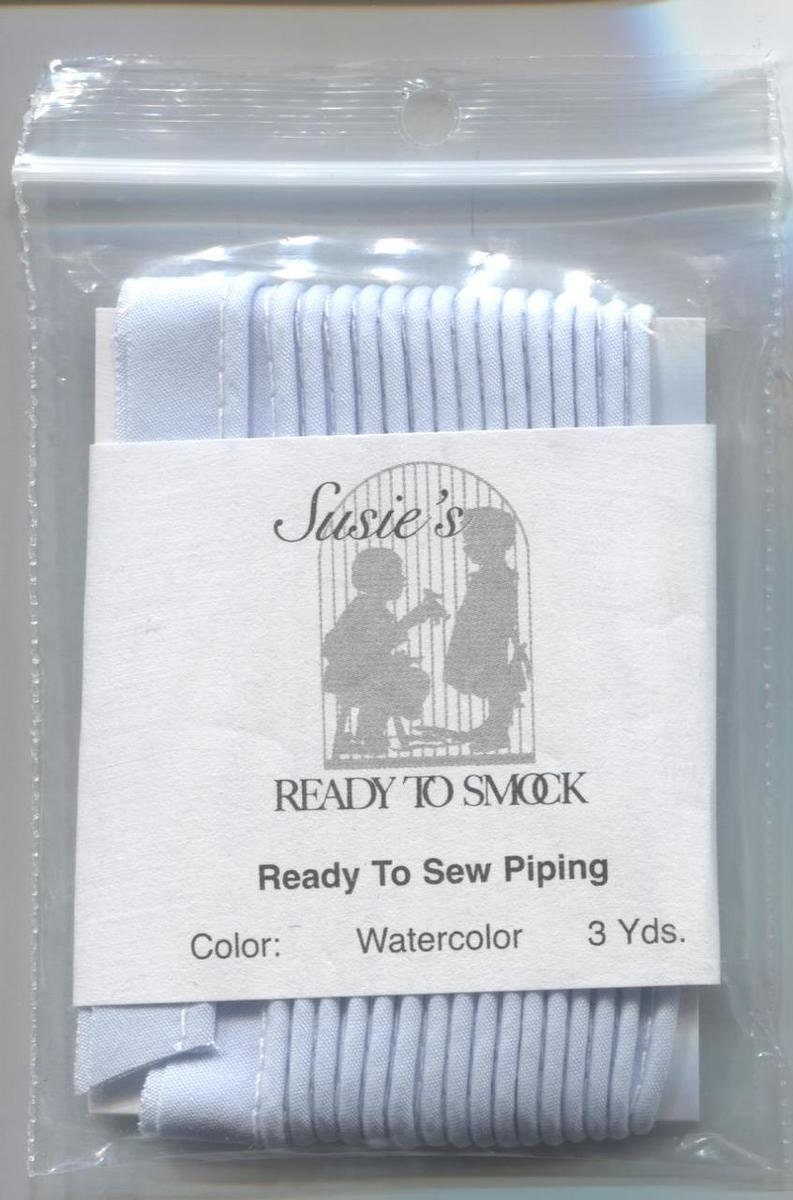 Susie's
READY TO SMOCK
Ready To Sew Piping
Color: Watercolor 3 Yds.